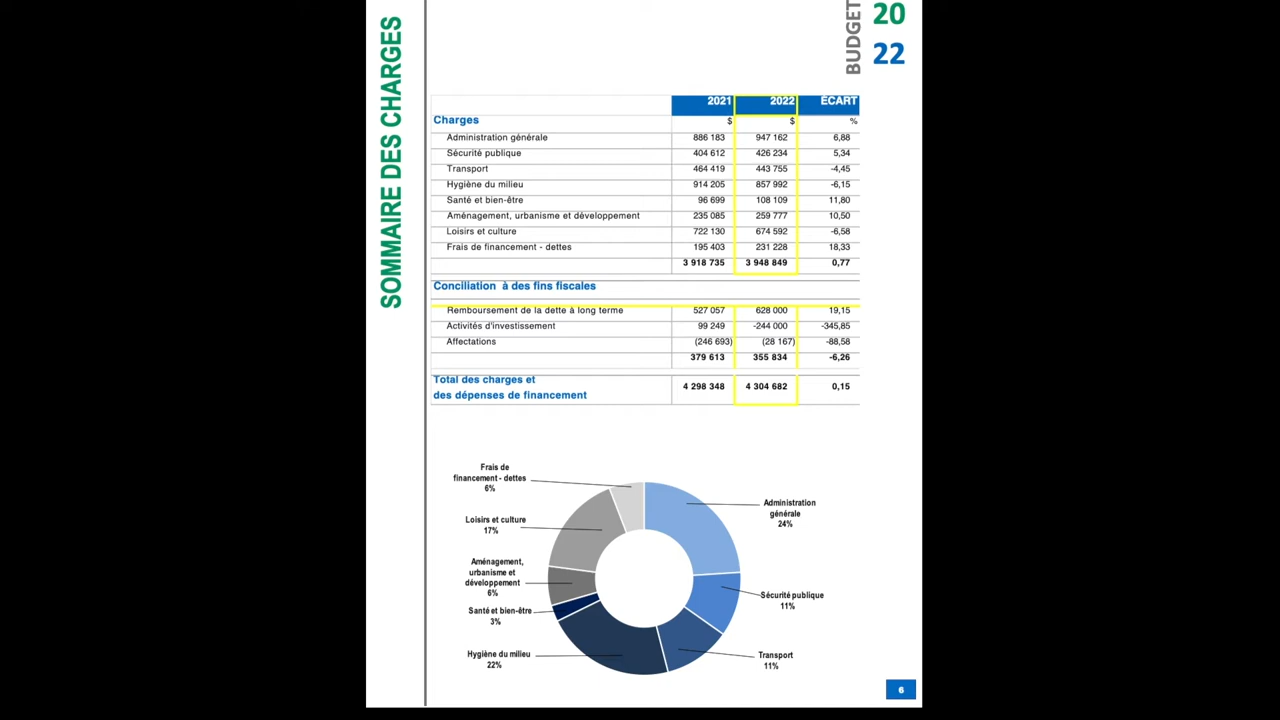 SOMMAIRE DES CHARGES
BUDGET
20
22
2021 2022 ECART
Charges $ $ %
Administration générale 886 183 947 162 6,88
Sécurité publique 404 612 426 234 5,34
Transport 464 419 443 755 -4,45
Hygiène du milieu 914 205 857 992 -6,15
Santé et bien-être 96 699 108 109 11,80
Aménagement, urbanisme et développement 235 085 259 777 10,50
Loisirs et culture 722 130 674 592 -6,58
Frais de financement - dettes 195 403 231 228 18,33
3 918 735 3 948 849 0,77
Conciliation à des fins fiscales
Remboursement de la dette à long terme 527 057 628 000 19,15
Activités d'investissement 99 249 -244 000 -345,85
Affectations (246 693) (28 167) -88,58
379 613 355 834 -6,26
Total des charges et
des dépenses de financement 4 298 348 4 304 682 0,15
Frais de
financement - dettes
6%
Administration
générale
24%
Loisirs et culture
17%
Aménagement,
urbanisme et
développement
6%
Sécurité publique
11%
Santé et bien-être
3%
Hygiène du milieu
22%
Transport
11%
6